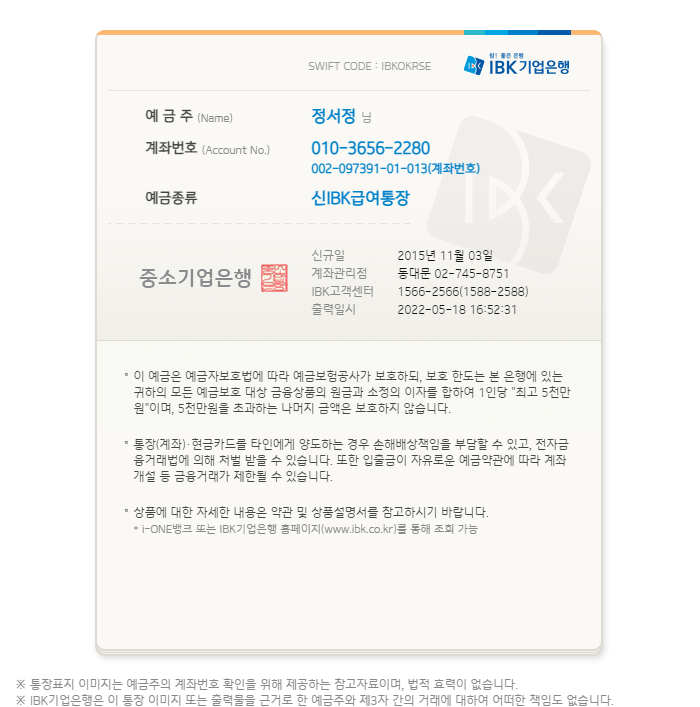 SWIFT CODE : IBKOKRSE
참! 좋은 은행
IBK기업은행
예 금 주 (Name) 정서정 님
계좌번호 (Account No.) 010-3656-2280
002-097391-01-013(계좌번호)
예금종류 신IBK급여통장
IBK
신규일 2015년 11월 03일
중소기업은행
계좌관리점 동대문 02-745-8751
IBK고객센터 1566-2566(1588-2588)
출력일시 2022-05-18 16:52:31
이 예금은 예금자보호법에 따라 예금보험공사가 보호하되, 보호 한도는 본 은행에 있는
귀하의 모든 예금보호 대상 금융상품의 원금과 소정의 이자를 합하여 1인당 "최고 5천만
원"이며, 5천만원을 초과하는 나머지 금액은 보호하지 않습니다.
통장(계좌)·현금카드를 타인에게 양도하는 경우 손해배상책임을 부담할 수 있고, 전자금
융거래법에 의해 처벌 받을 수 있습니다. 또한 입출금이 자유로운 예금약관에 따라 계좌
개설 등 금융거래가 제한될 수 있습니다.
상품에 대한 자세한 내용은 약관 및 상품설명서를 참고하시기 바랍니다.
* i-ONE뱅크 또는 IBK기업은행 홈페이지(www.ibk.co.kr)를 통해 조회 가능
※ 통장표지 이미지는 예금주의 계좌번호 확인을 위해 제공하는 참고자료이며, 법적 효력이 없습니다.
※ IBK기업은행은 이 통장 이미지 또는 출력물을 근거로 한 예금주와 제3자 간의 거래에 대하여 어떠한 책임도 없습니다.